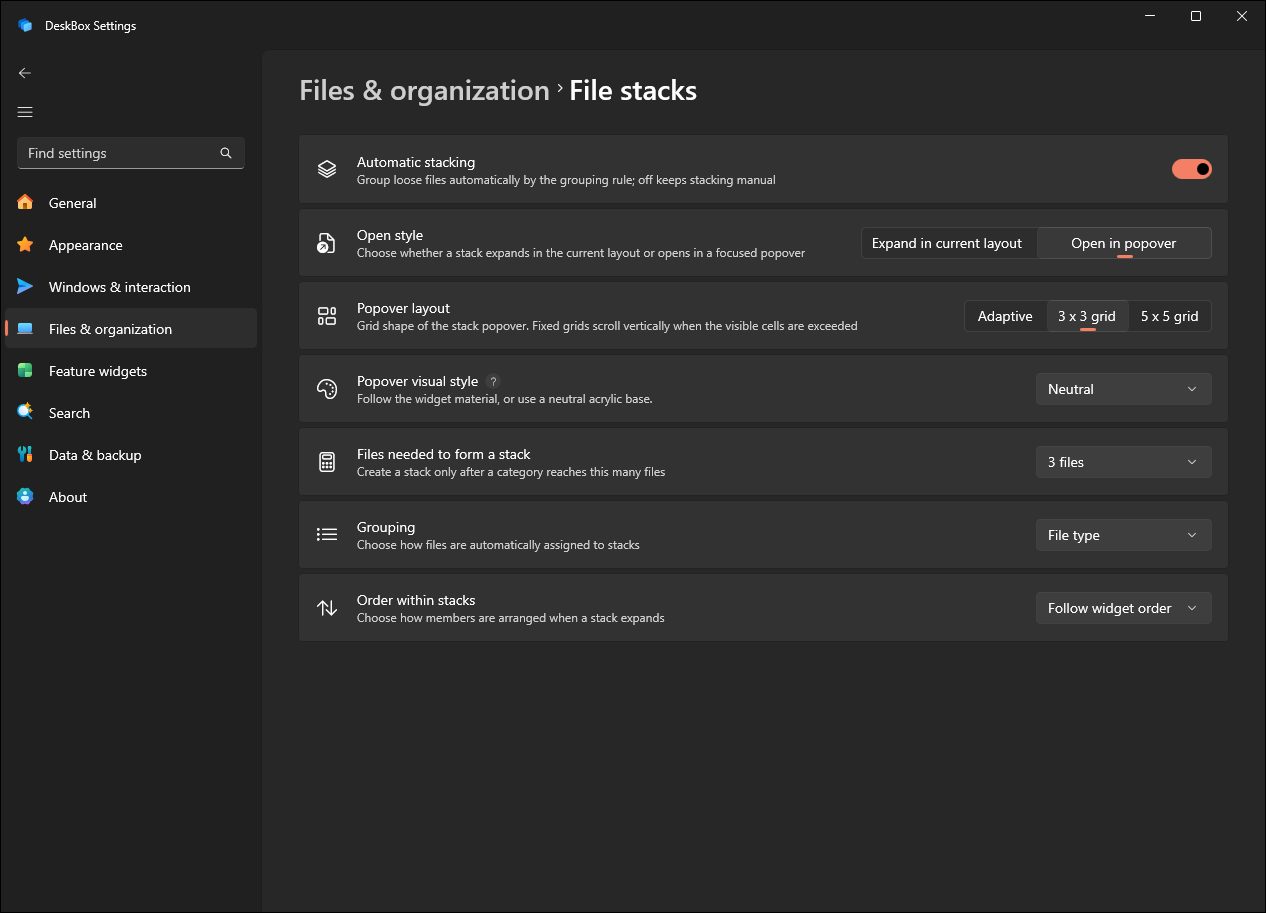 DeskBox Settings
Files & organization › File stacks
Find settings
General
Appearance
Windows & interaction
Files & organization
Feature widgets
Search
Data & backup
About
Automatic stacking
Group loose files automatically by the grouping rule; off keeps stacking manual
Open style
Choose whether a stack expands in the current layout or opens in a focused popover
Expand in current layout
Open in popover
Popover layout
Grid shape of the stack popover. Fixed grids scroll vertically when the visible cells are exceeded
Adaptive
3 x 3 grid
5 x 5 grid
Popover visual style ?
Follow the widget material, or use a neutral acrylic base.
Neutral
Files needed to form a stack
Create a stack only after a category reaches this many files
3 files
Grouping
Choose how files are automatically assigned to stacks
File type
Order within stacks
Choose how members are arranged when a stack expands
Follow widget order